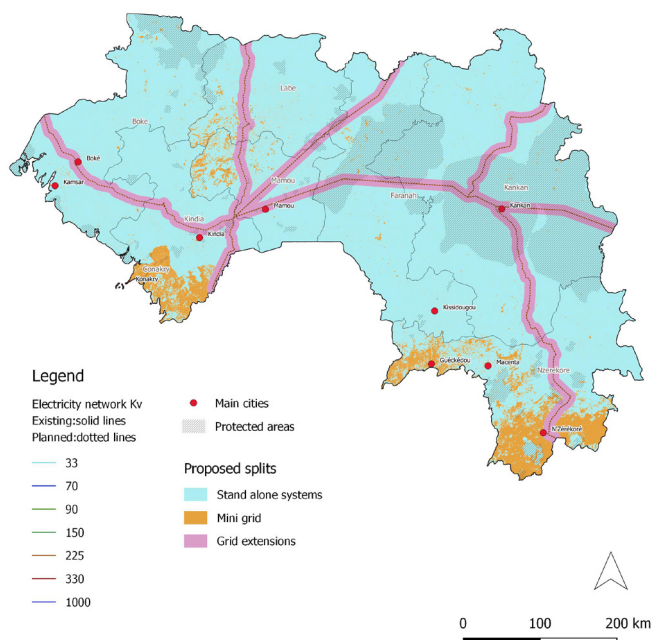 Labe
Boke
Boké
Kamsar
Mamou
Mamou
Faranah
Kankan
Kankan
Kindia
Kindia
Conakry
Konakry
Kissidougou
Guéckédou
Macenta
Nzerekore
N'Zérékoré
Legend
Electricity network Kv
Existing:solid lines
Planned:dotted lines
33
70
90
150
225
330
1000
Main cities
Protected areas
Proposed splits
Stand alone systems
Mini grid
Grid extensions
0 100 200 km